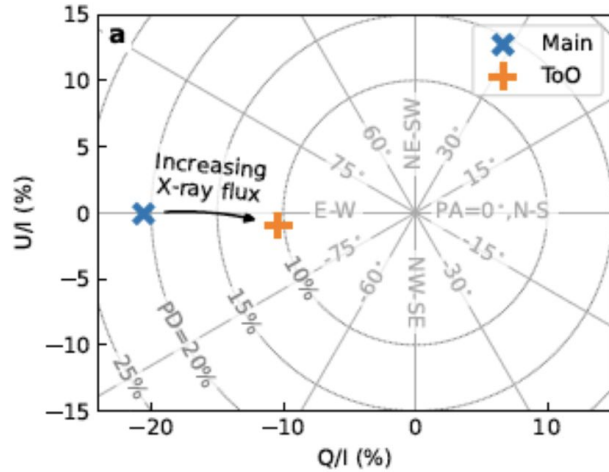 a
Main
ToO
15
10
5
0
−5
−10
−15
U/I (%)
−20
−10
0
10
Q/I (%)
Increasing
X-ray flux
NE-SW
60°
30°
75°
15°
E-W
PA=0°,N-S
-75°
-15°
-60°
30°
NW-SE
10%
15%
PD=20%
25%